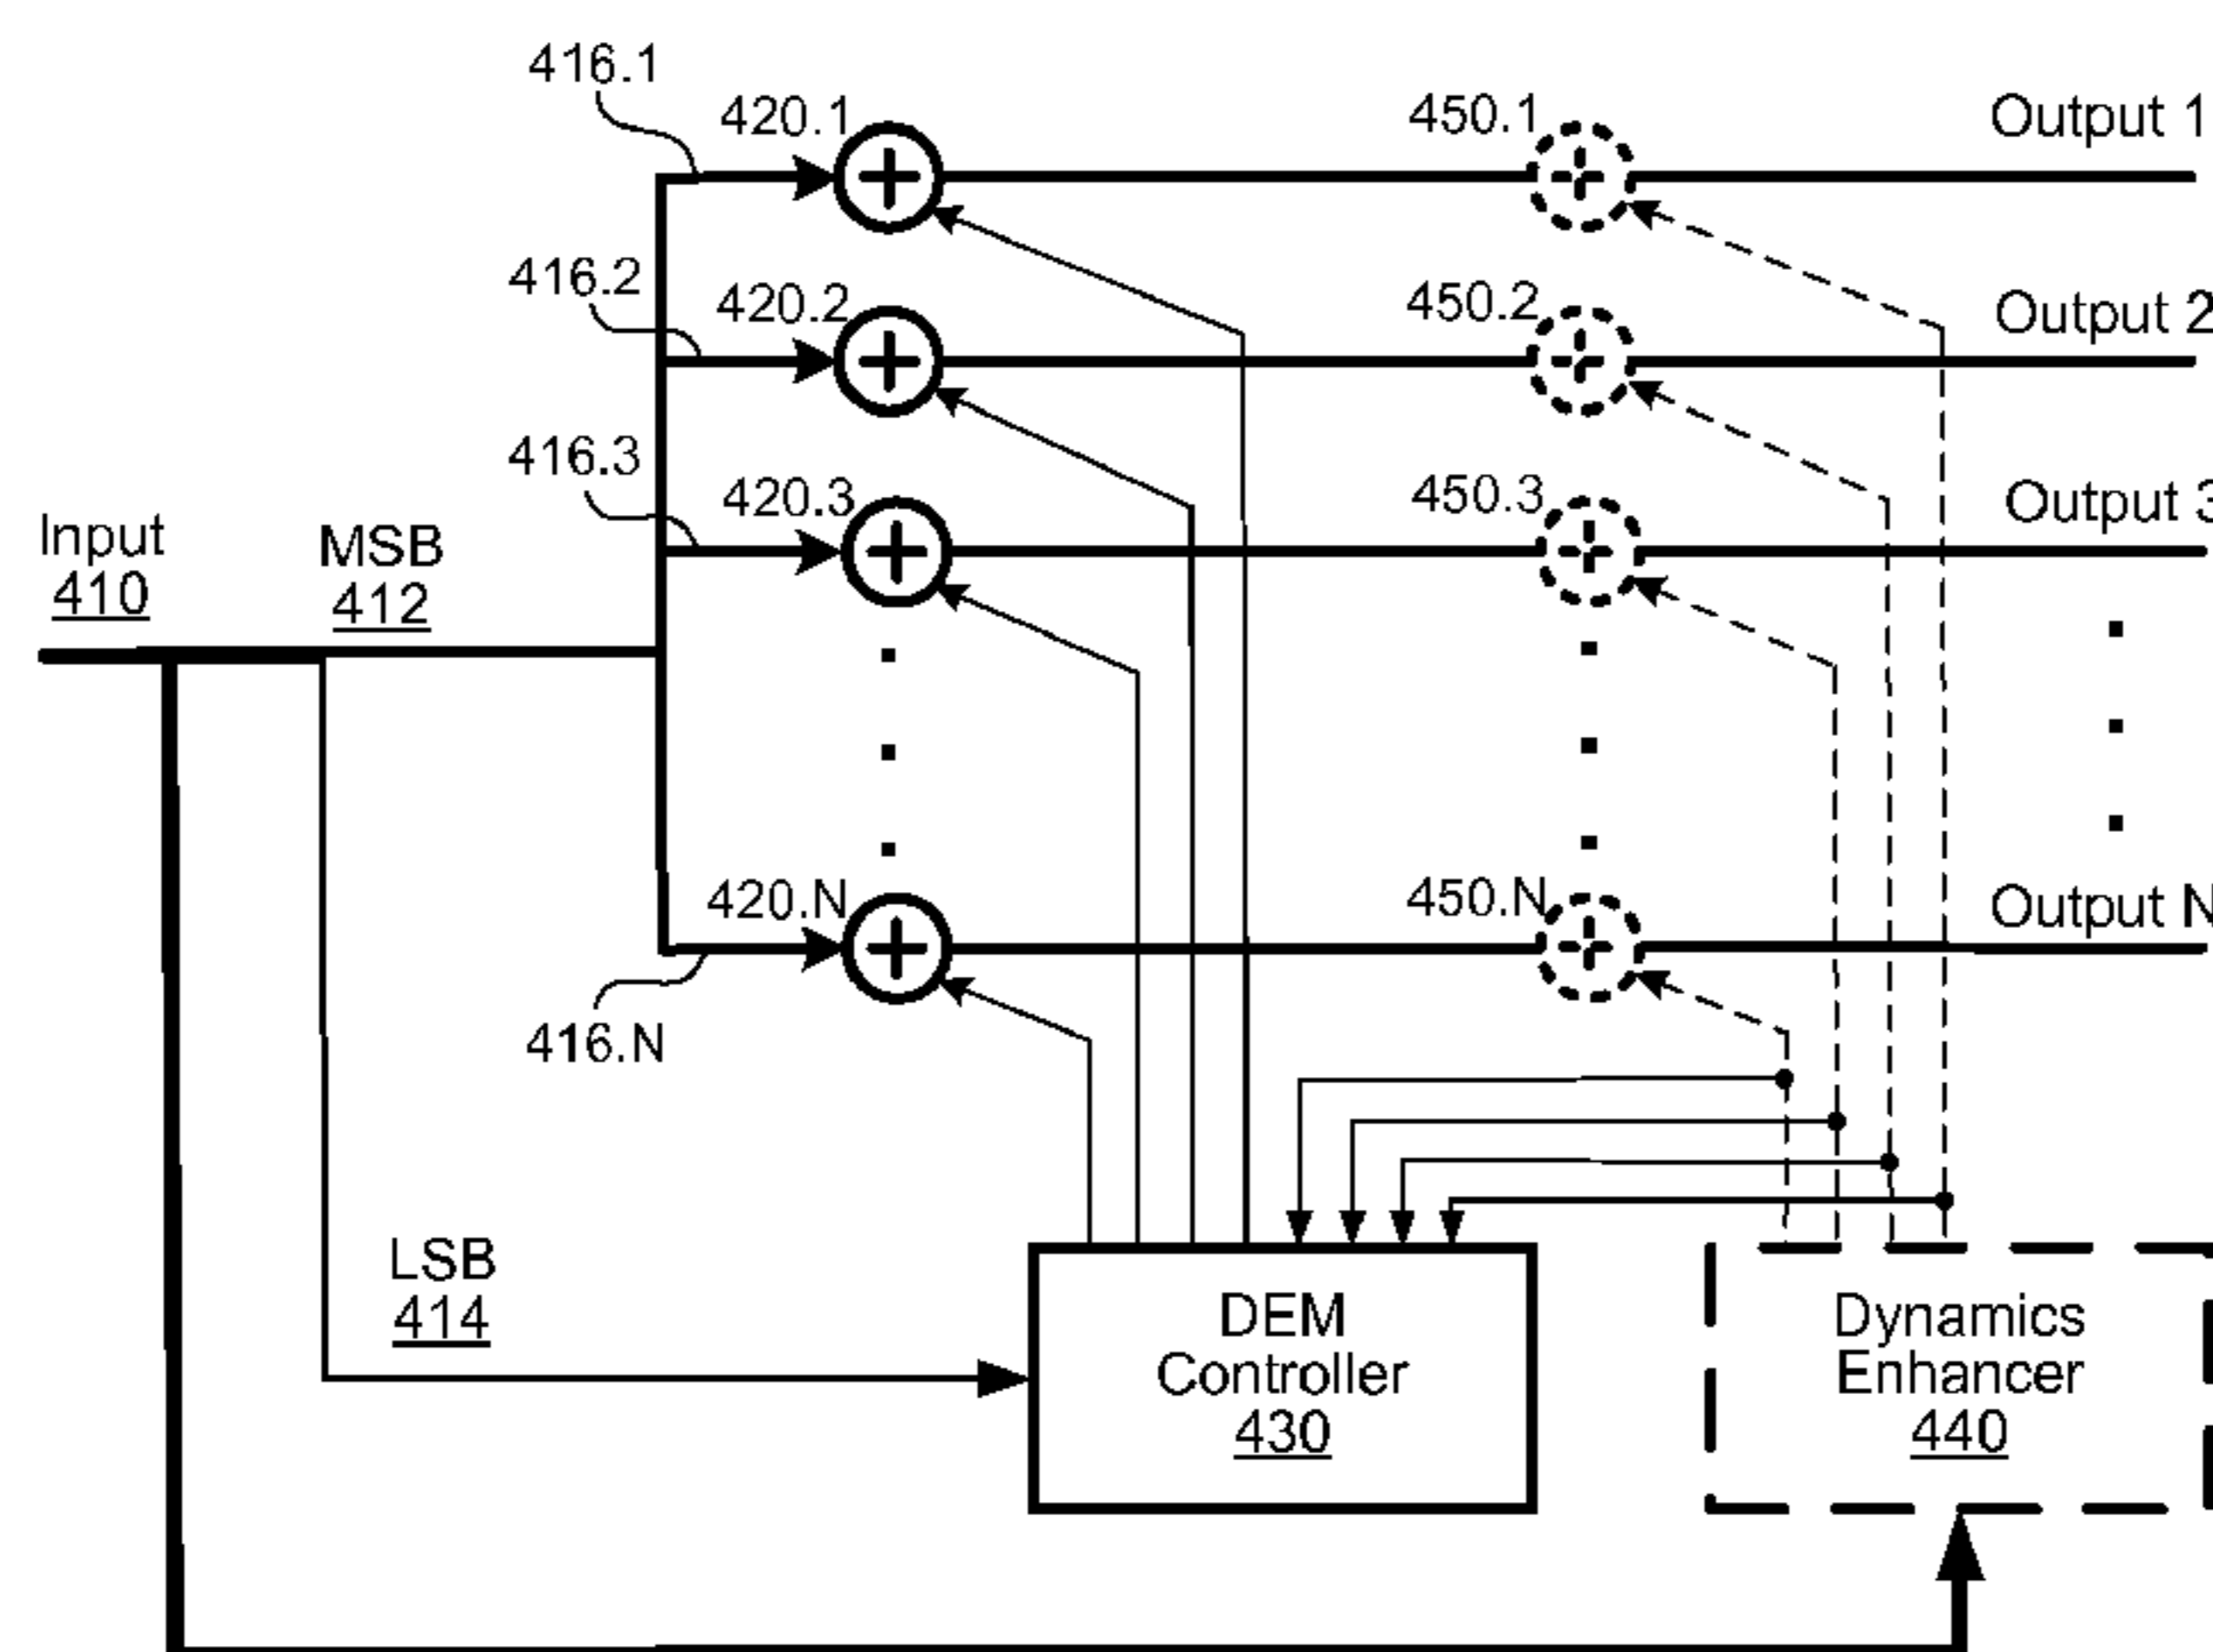 416.1
420.1
450.1
Output 1
416.2
420.2
450.2
Output 2
416.3
420.3
450.3
Output 3
Input
410
MSB
412
420.N
450.N
Output N
416.N
LSB
414
DEM
Controller
430
Dynamics
Enhancer
440